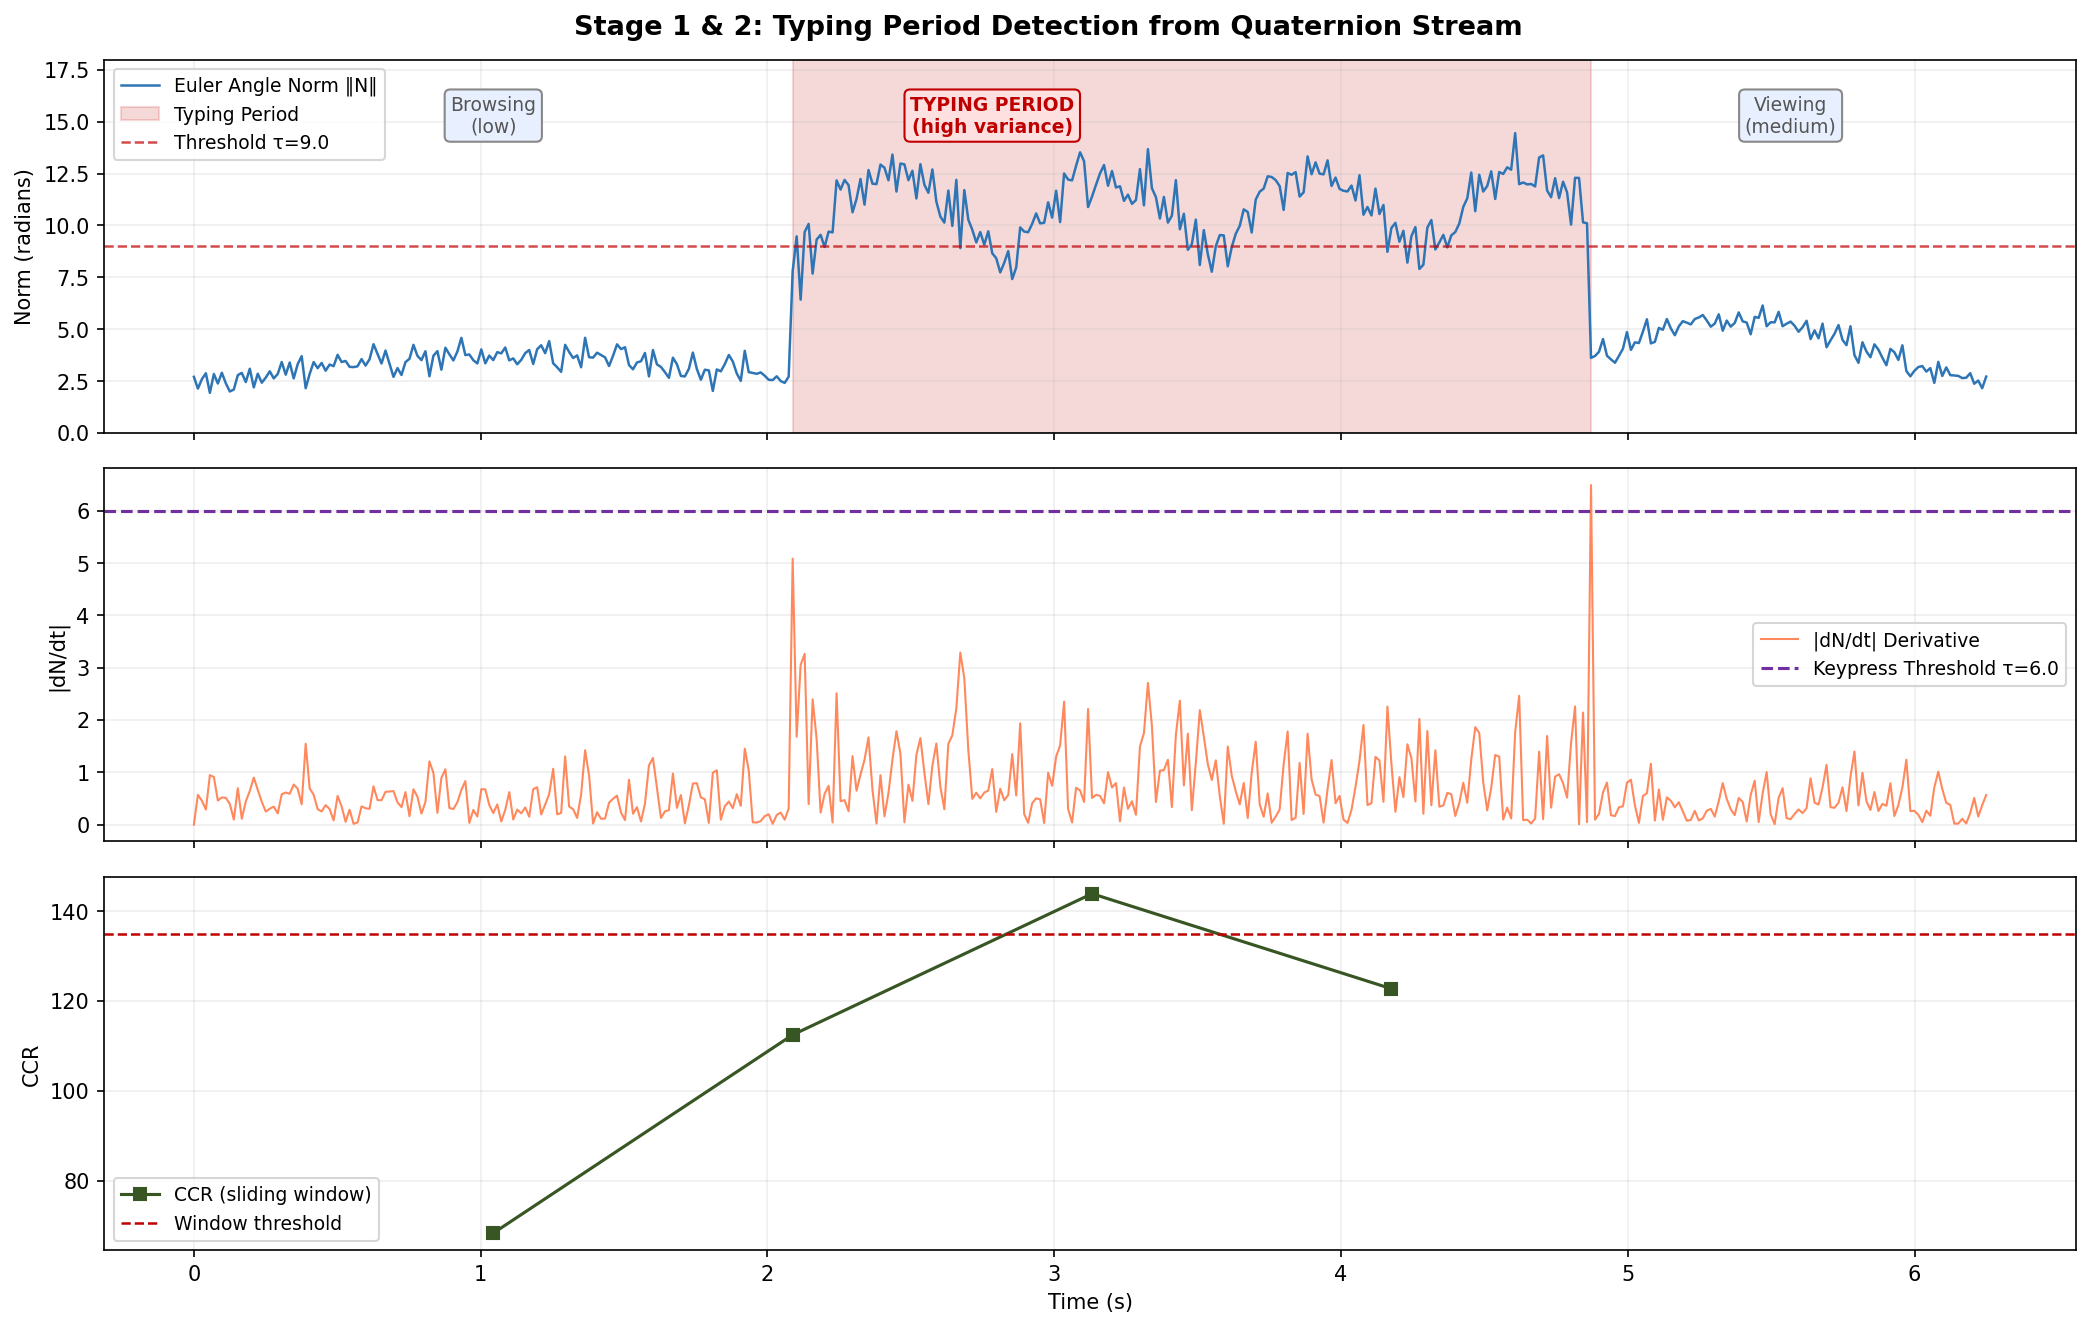 Stage 1 & 2: Typing Period Detection from Quaternion Stream
17.5
15.0
12.5
10.0
7.5
5.0
2.5
0.0
Norm (radians)
Euler Angle Norm ‖N‖
Typing Period
Threshold τ=9.0
Browsing
(low)
TYPING PERIOD
(high variance)
Viewing
(medium)
6
5
4
3
2
1
0
|dN/dt|
|dN/dt| Derivative
Keypress Threshold τ=6.0
140
120
100
80
CCR
CCR (sliding window)
Window threshold
0 1 2 3 4 5 6
Time (s)